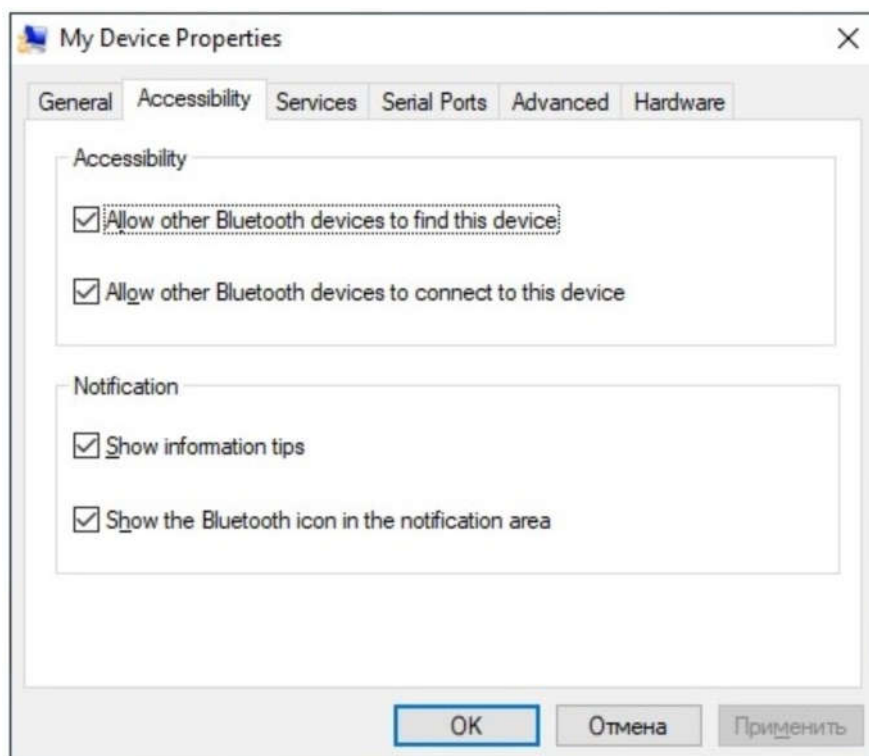 My Device Properties
General Accessibility Services Serial Ports Advanced Hardware
Accessibility
Allow other Bluetooth devices to find this device
Allow other Bluetooth devices to connect to this device
Notification
Show information tips
Show the Bluetooth icon in the notification area
OK Отмена Применить